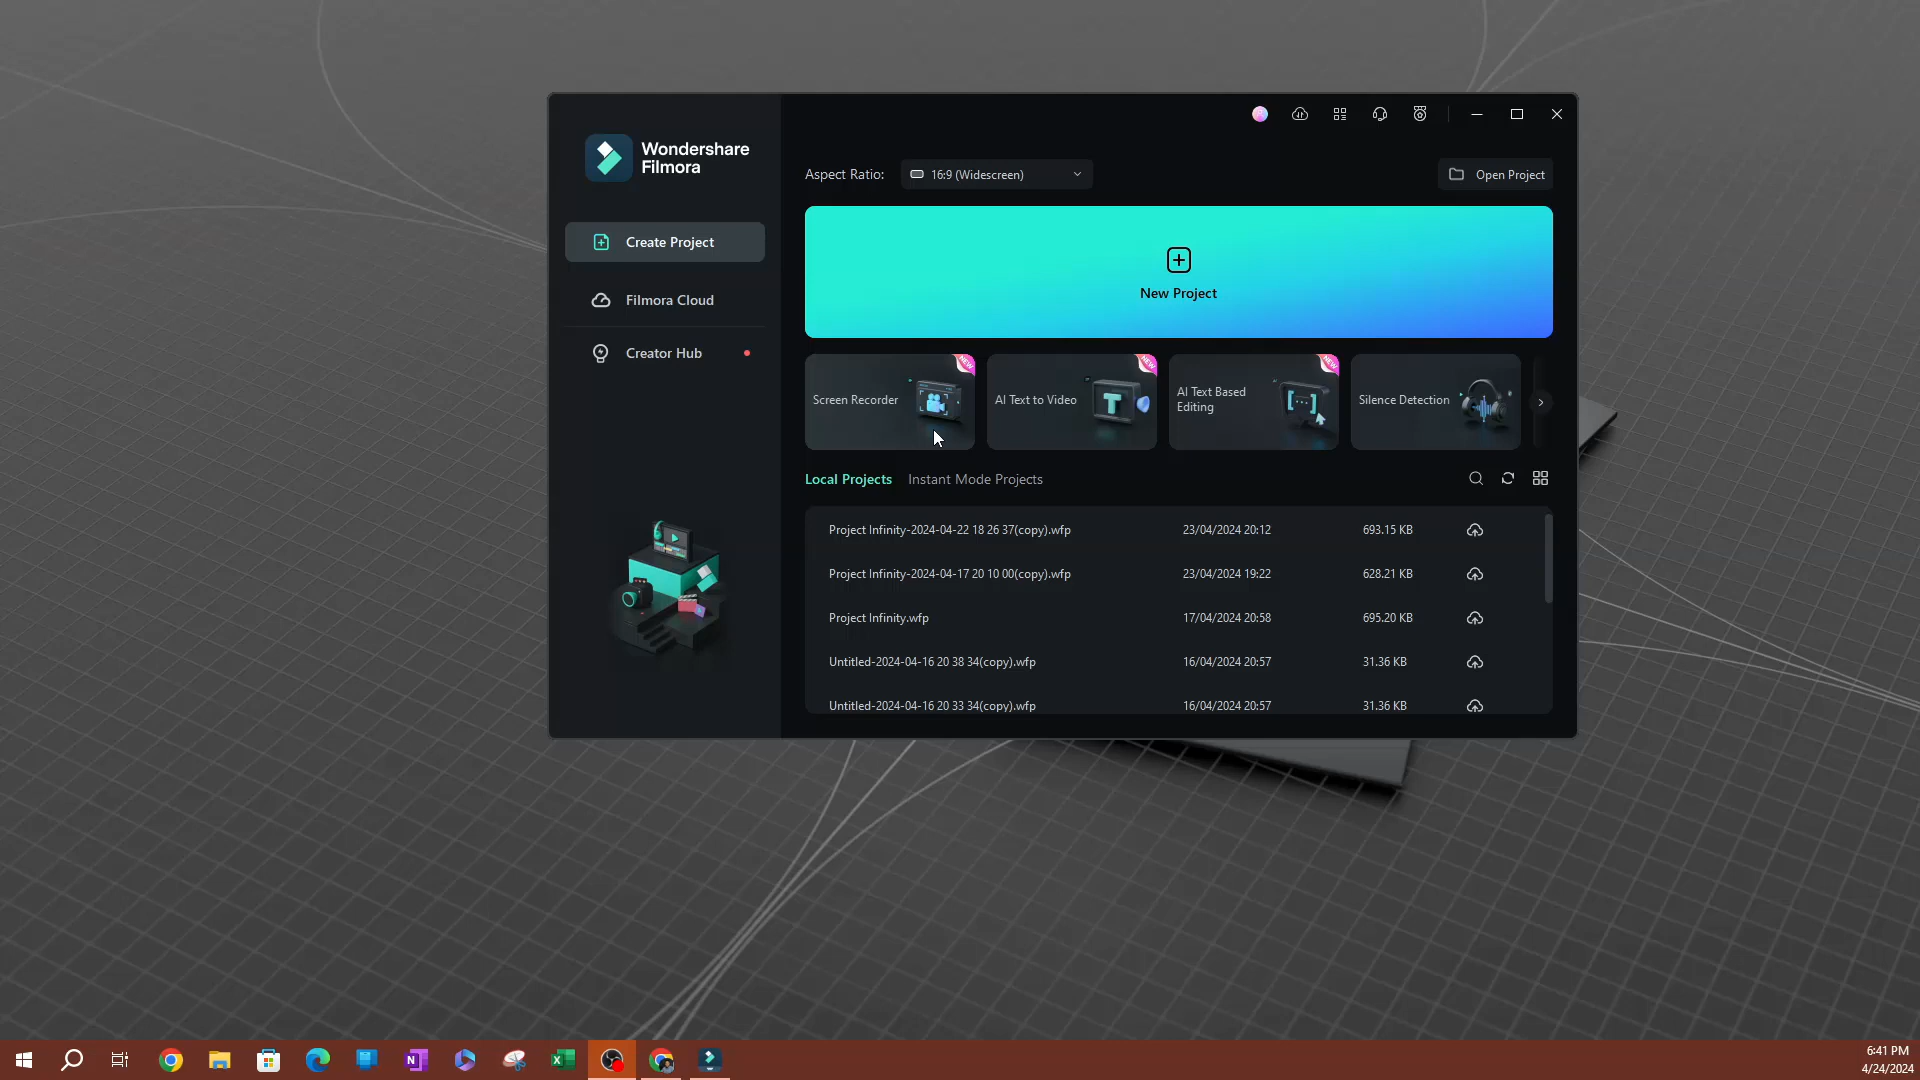 Wondershare
Filmora
Create Project
Filmora Cloud
Creator Hub
Aspect Ratio:
16:9 (Widescreen)
Open Project
New Project
Screen Recorder
NEW
AI Text to Video
NEW
AI Text Based
Editing
NEW
Silence Detection
Local Projects
Instant Mode Projects
Project Infinity-2024-04-22 18 26 37(copy).wfp 23/04/2024 20:12 693.15 KB
Project Infinity-2024-04-17 20 10 00(copy).wfp 23/04/2024 19:22 628.21 KB
Project Infinity.wfp 17/04/2024 20:58 695.20 KB
Untitled-2024-04-16 20 38 34(copy).wfp 16/04/2024 20:57 31.36 KB
Untitled-2024-04-16 20 33 34(copy).wfp 16/04/2024 20:57 31.36 KB
6:41 PM
4/24/2024